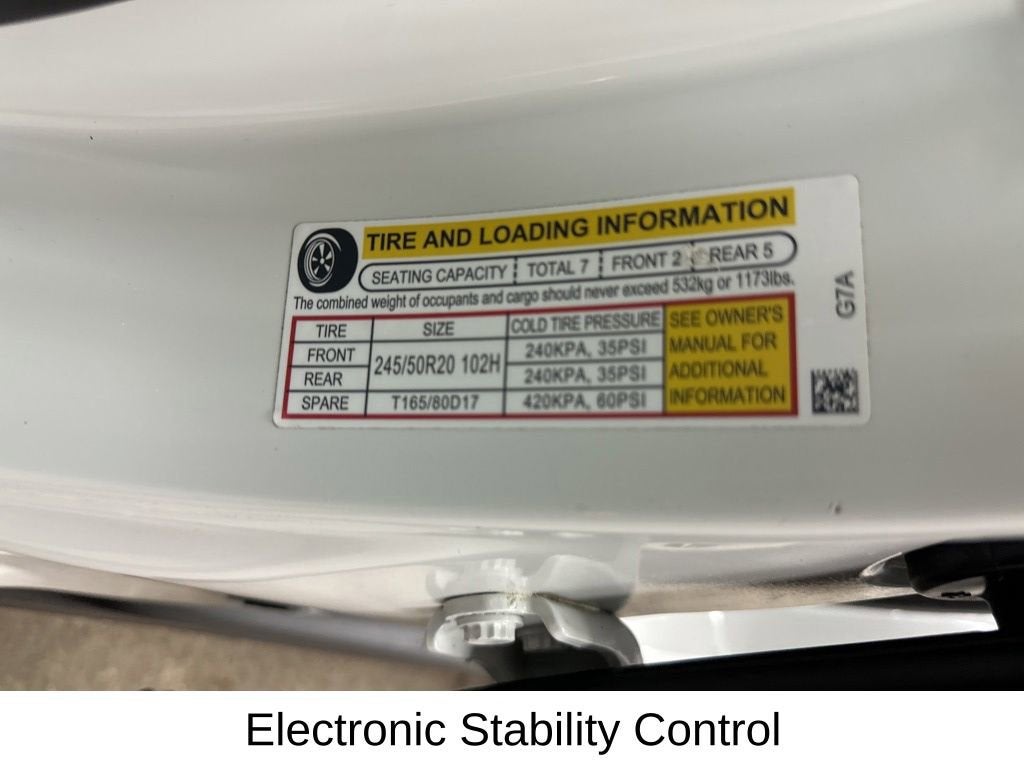 TIRE AND LOADING INFORMATION
SEATING CAPACITY TOTAL 7 FRONT 2 REAR 5
The combined weight of occupants and cargo should never exceed 532kg or 1173lbs.
TIRE SIZE COLD TIRE PRESSURE
FRONT 245/50R20 102H 240KPA, 35PSI
REAR 240KPA, 35PSI
SPARE T165/80D17 420KPA, 60PSI
SEE OWNER'S
MANUAL FOR
ADDITIONAL
INFORMATION
G7A
Electronic Stability Control